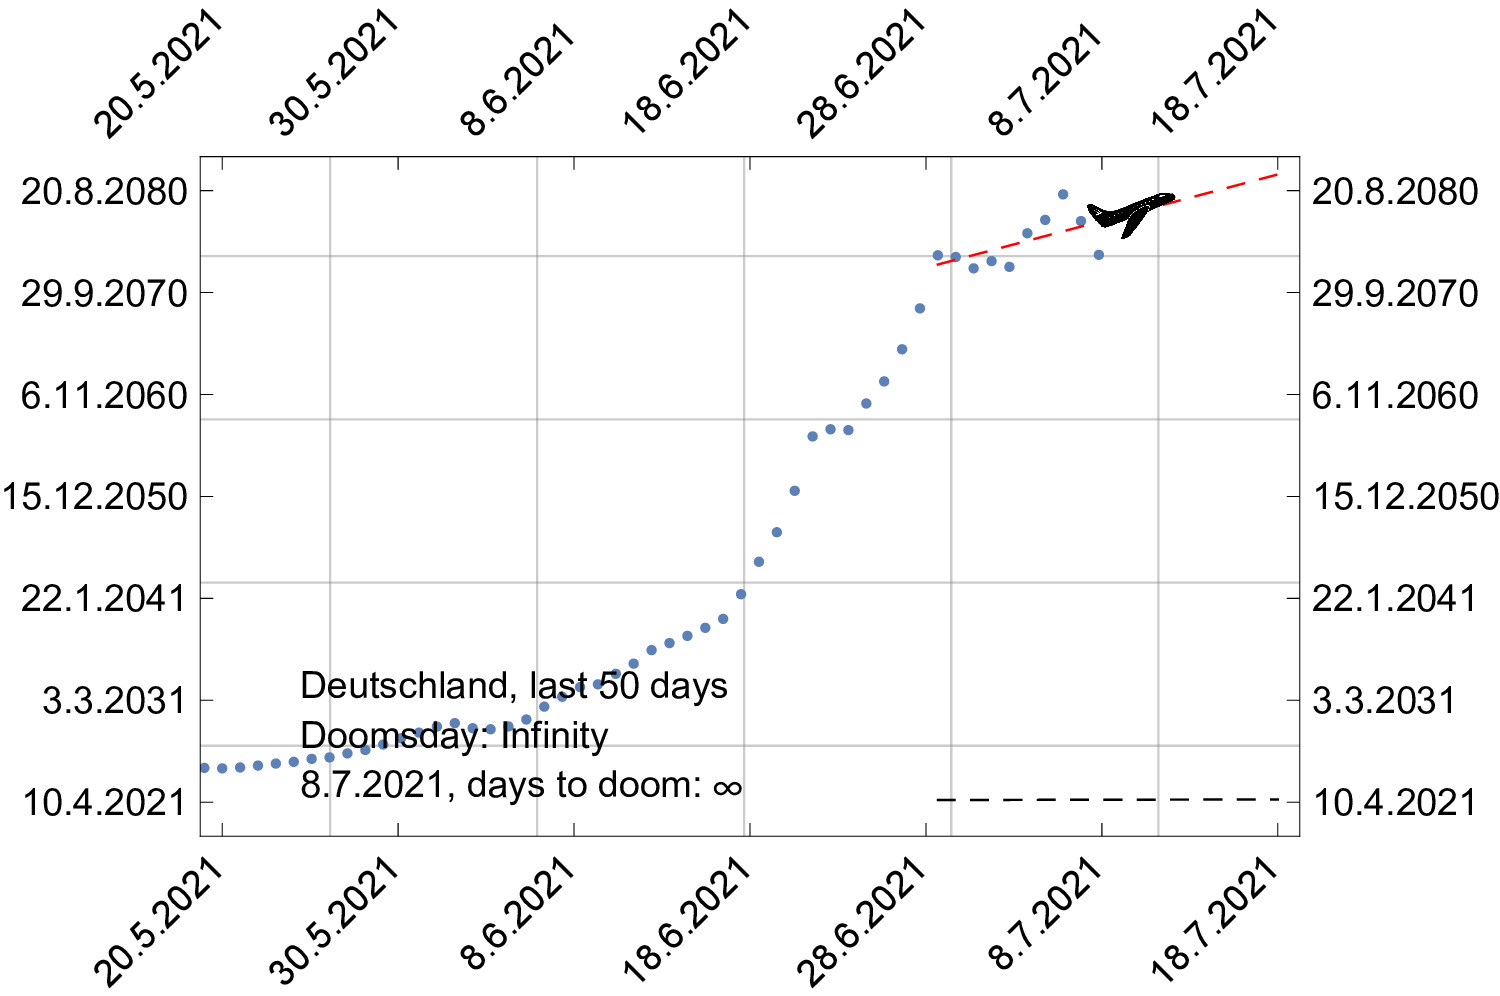 20.5.2021 30.5.2021 8.6.2021 18.6.2021 28.6.2021 8.7.2021 18.7.2021
20.8.2080 20.8.2080
29.9.2070 29.9.2070
6.11.2060 6.11.2060
15.12.2050 15.12.2050
22.1.2041 22.1.2041
3.3.2031 3.3.2031
10.4.2021 10.4.2021
Deutschland, last 50 days
Doomsday: Infinity
8.7.2021, days to doom: ∞
20.5.2021 30.5.2021 8.6.2021 18.6.2021 28.6.2021 8.7.2021 18.7.2021